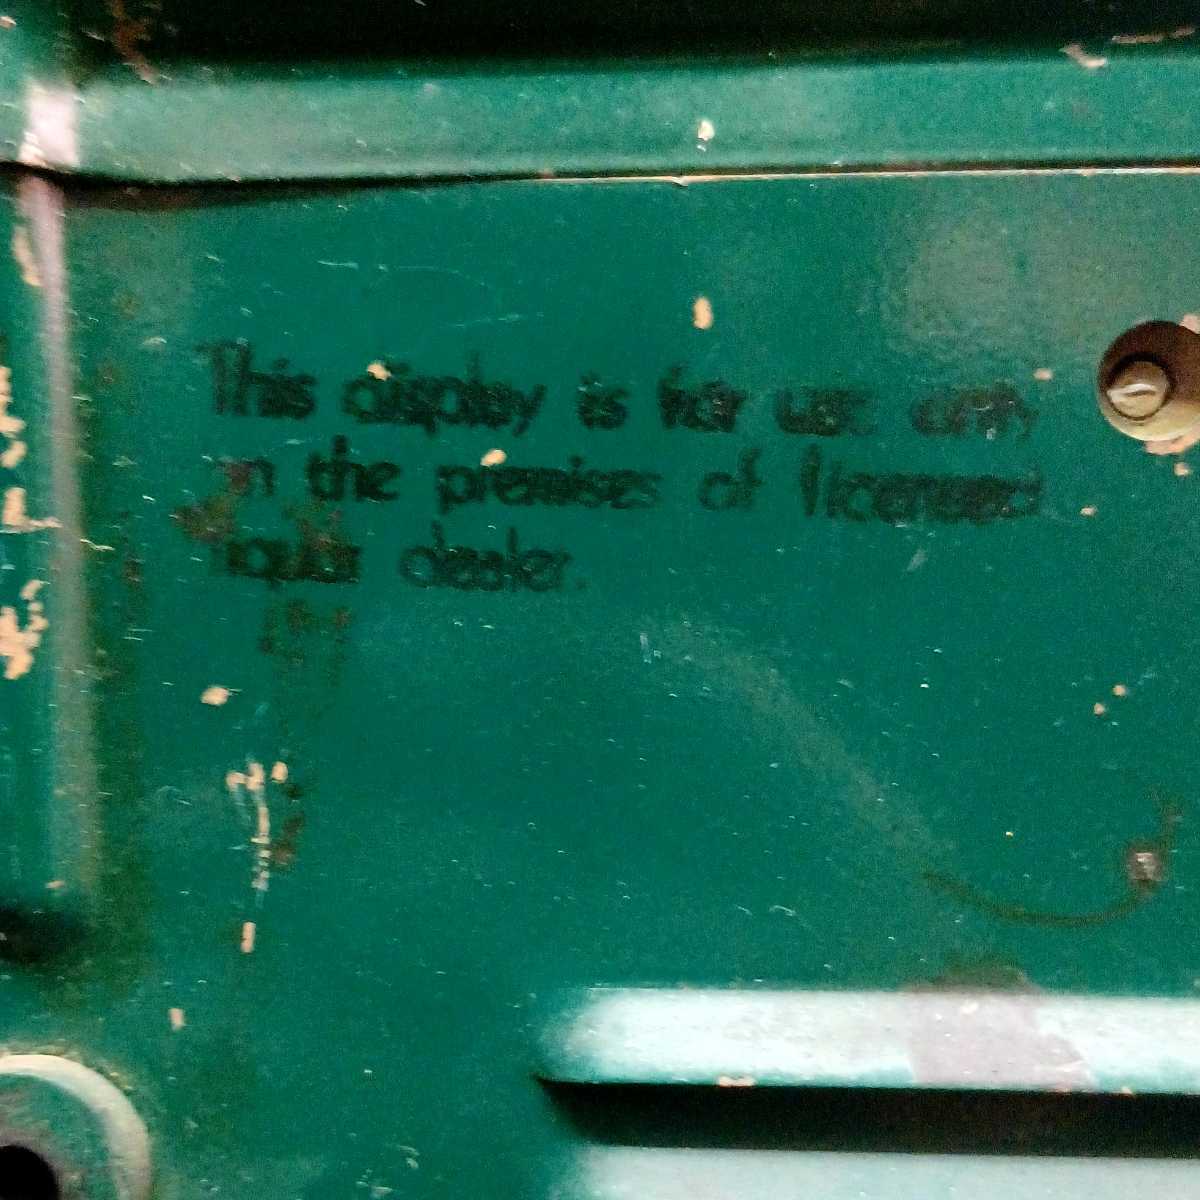 This display is for use only
on the premises of licensed
liquor dealer.